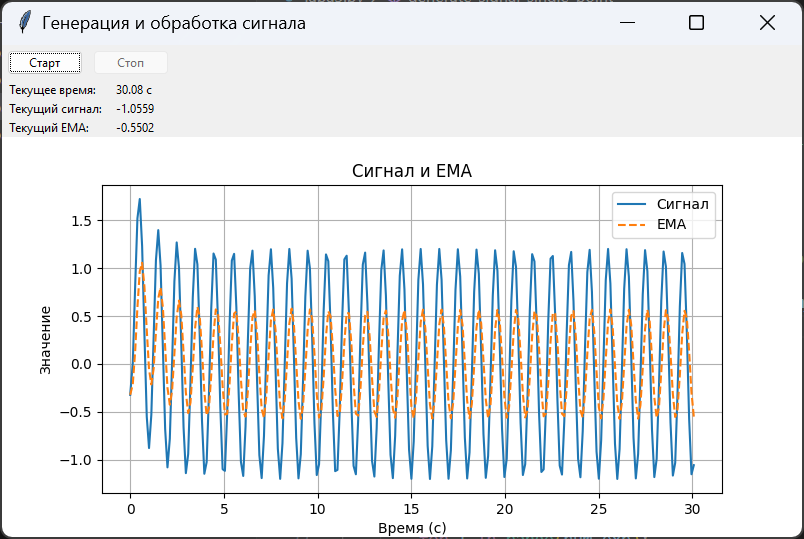 Генерация и обработка сигнала
Старт Стоп
Текущее время: 30.08 с
Текущий сигнал: -1.0559
Текущий EMA: -0.5502
Сигнал и EMA
Сигнал
EMA
1.5
1.0
0.5
0.0
−0.5
−1.0
Значение
0 5 10 15 20 25 30
Время (с)